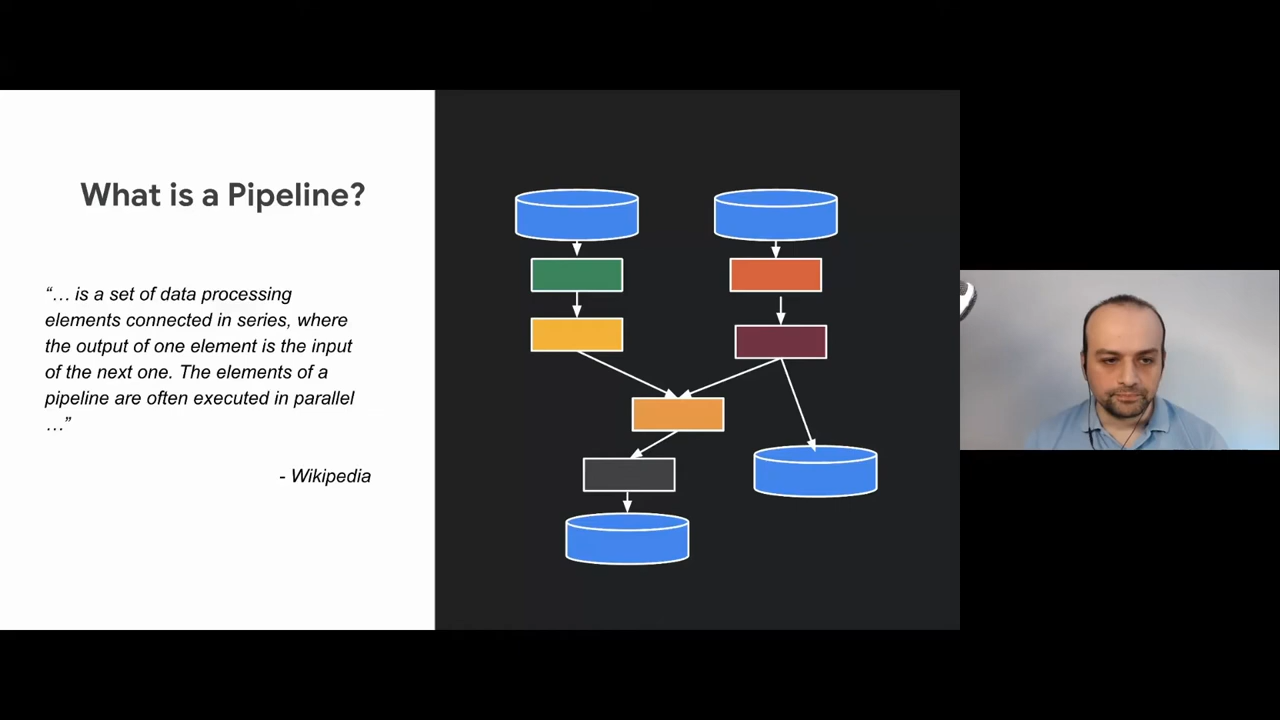 What is a Pipeline?
“… is a set of data processing
elements connected in series, where
the output of one element is the input
of the next one. The elements of a
pipeline are often executed in parallel
…”
- Wikipedia